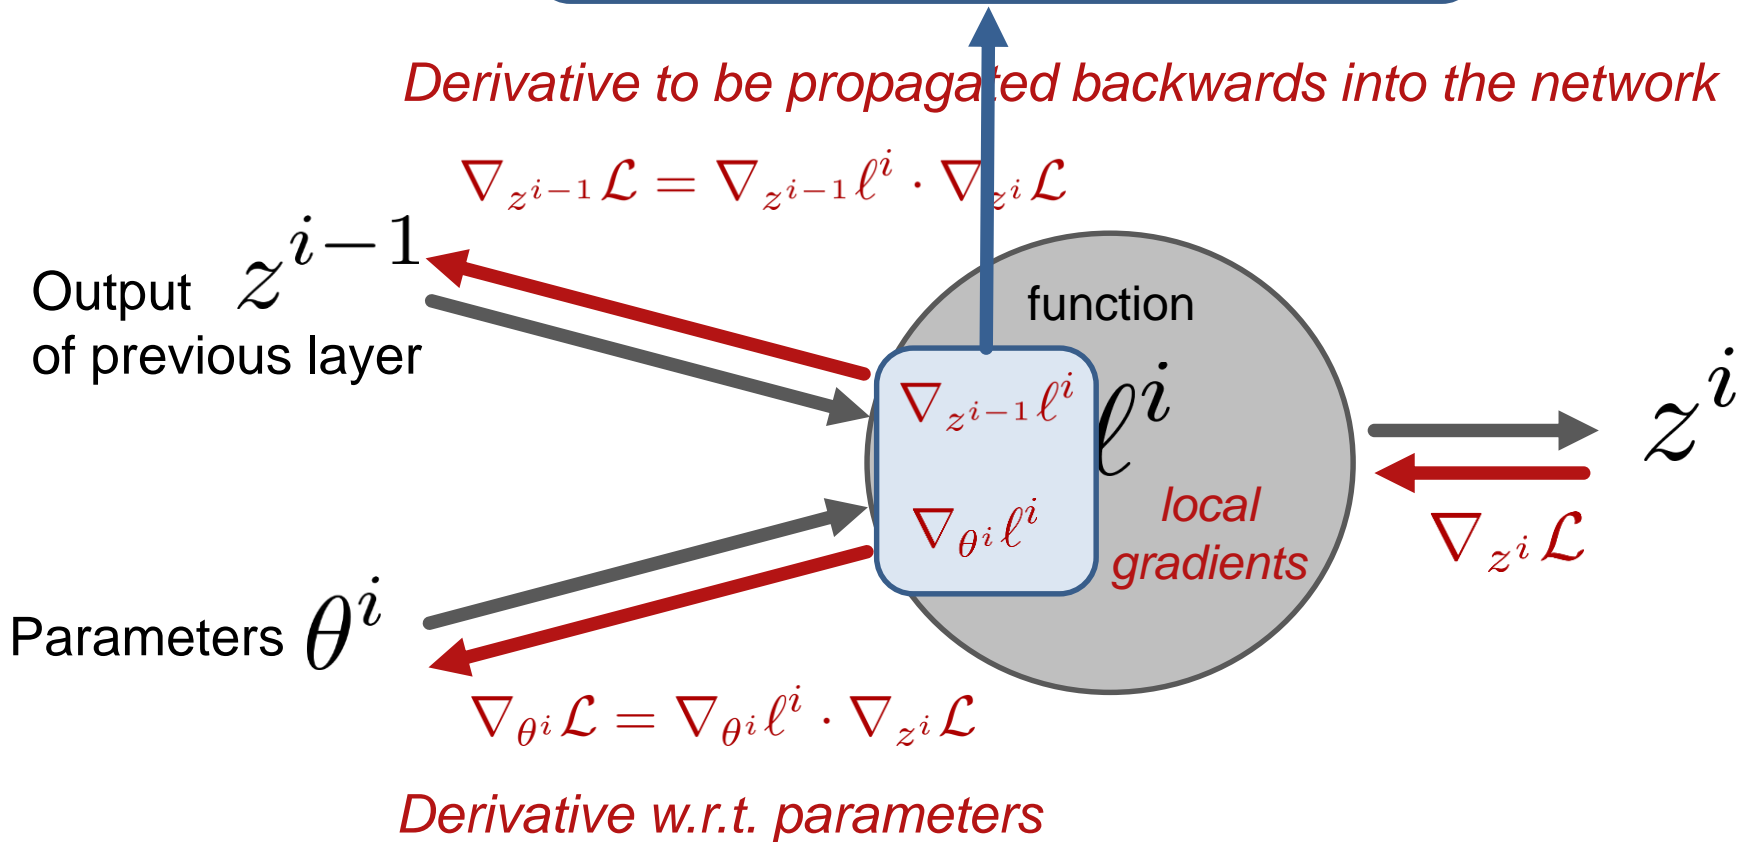 Derivative to be propagated backwards into the network
∇_{z^{i−1}} ℒ = ∇_{z^{i−1}} ℓ^i · ∇_{z^i} ℒ
Output z^{i−1}
of previous layer
function
∇_{z^{i−1}} ℓ^i
ℓ^i
z^i
∇_{θ^i} ℓ^i
local
gradients
∇_{z^i} ℒ
Parameters θ^i
∇_{θ^i} ℒ = ∇_{θ^i} ℓ^i · ∇_{z^i} ℒ
Derivative w.r.t. parameters